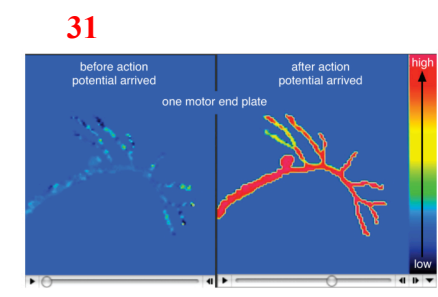 31
before action
potential arrived
after action
potential arrived
high
one motor end plate
low